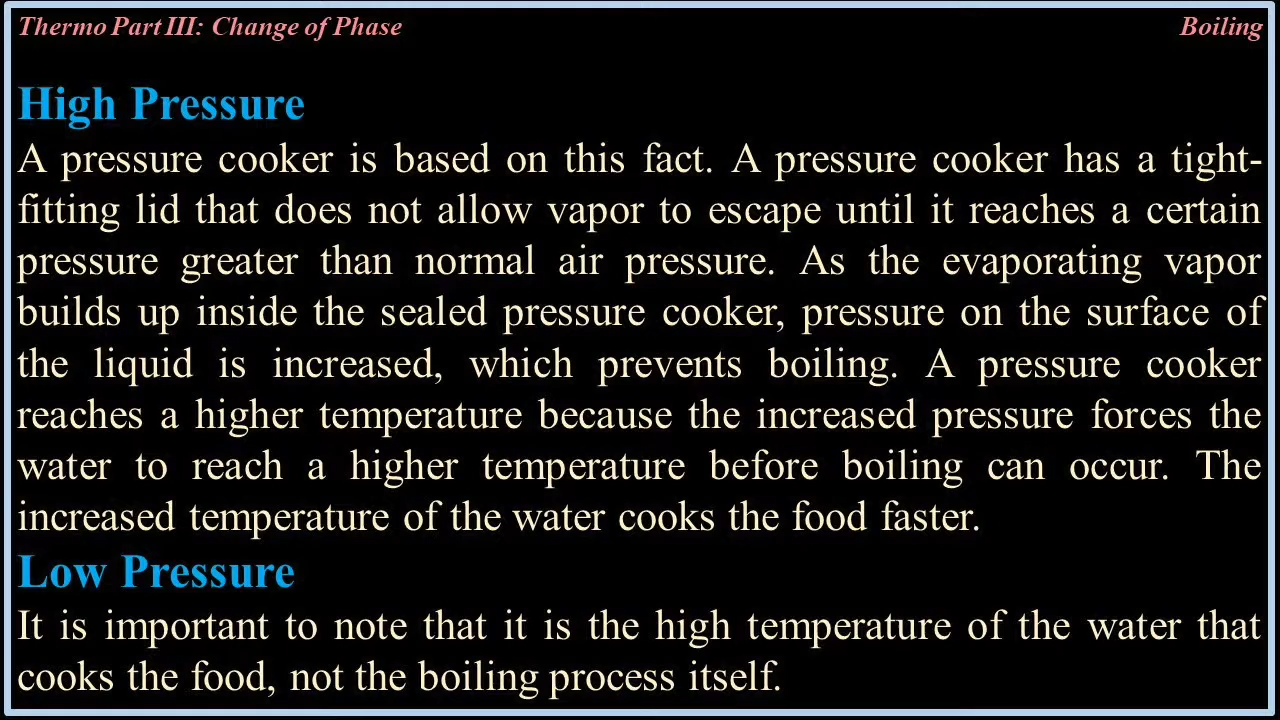 Thermo Part III: Change of Phase
Boiling
High Pressure
A pressure cooker is based on this fact. A pressure cooker has a tight-
fitting lid that does not allow vapor to escape until it reaches a certain
pressure greater than normal air pressure. As the evaporating vapor
builds up inside the sealed pressure cooker, pressure on the surface of
the liquid is increased, which prevents boiling. A pressure cooker
reaches a higher temperature because the increased pressure forces the
water to reach a higher temperature before boiling can occur. The
increased temperature of the water cooks the food faster.
Low Pressure
It is important to note that it is the high temperature of the water that
cooks the food, not the boiling process itself.